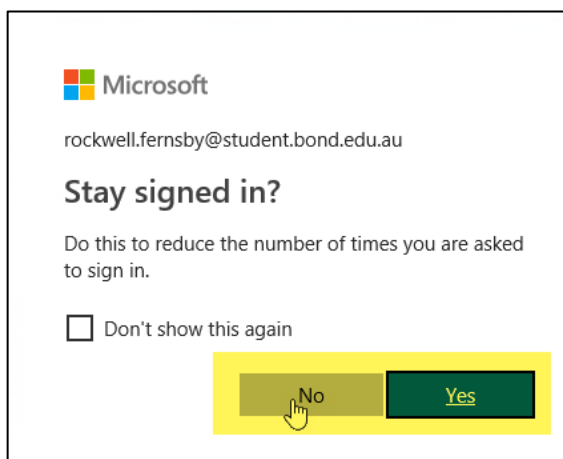 Microsoft
rockwell.fernsby@student.bond.edu.au
Stay signed in?
Do this to reduce the number of times you are asked
to sign in.
Don't show this again
No Yes